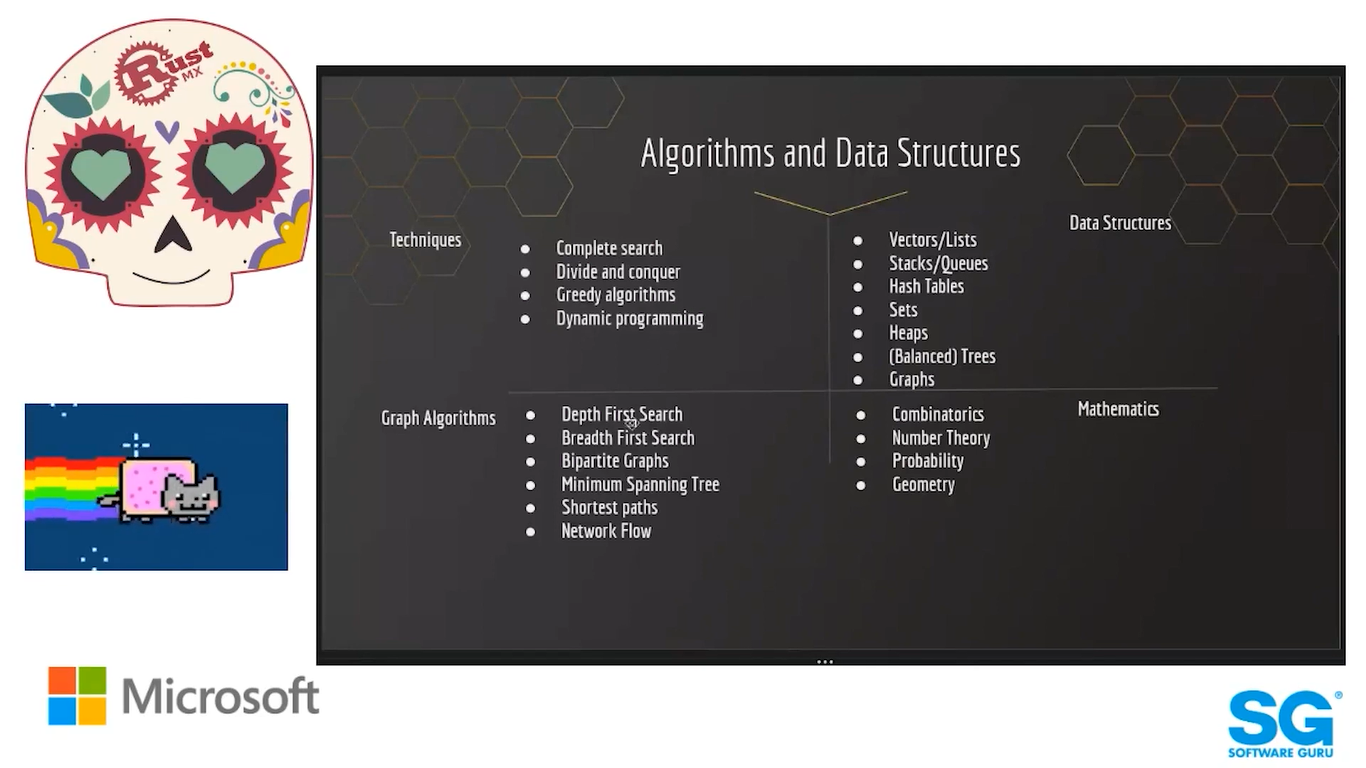 Rust
MX
Algorithms and Data Structures
Techniques
Complete search
Divide and conquer
Greedy algorithms
Dynamic programming
Data Structures
Vectors/Lists
Stacks/Queues
Hash Tables
Sets
Heaps
(Balanced) Trees
Graphs
Graph Algorithms
Depth First Search
Breadth First Search
Bipartite Graphs
Minimum Spanning Tree
Shortest paths
Network Flow
Mathematics
Combinatorics
Number Theory
Probability
Geometry
Microsoft
SG®
SOFTWARE GURU